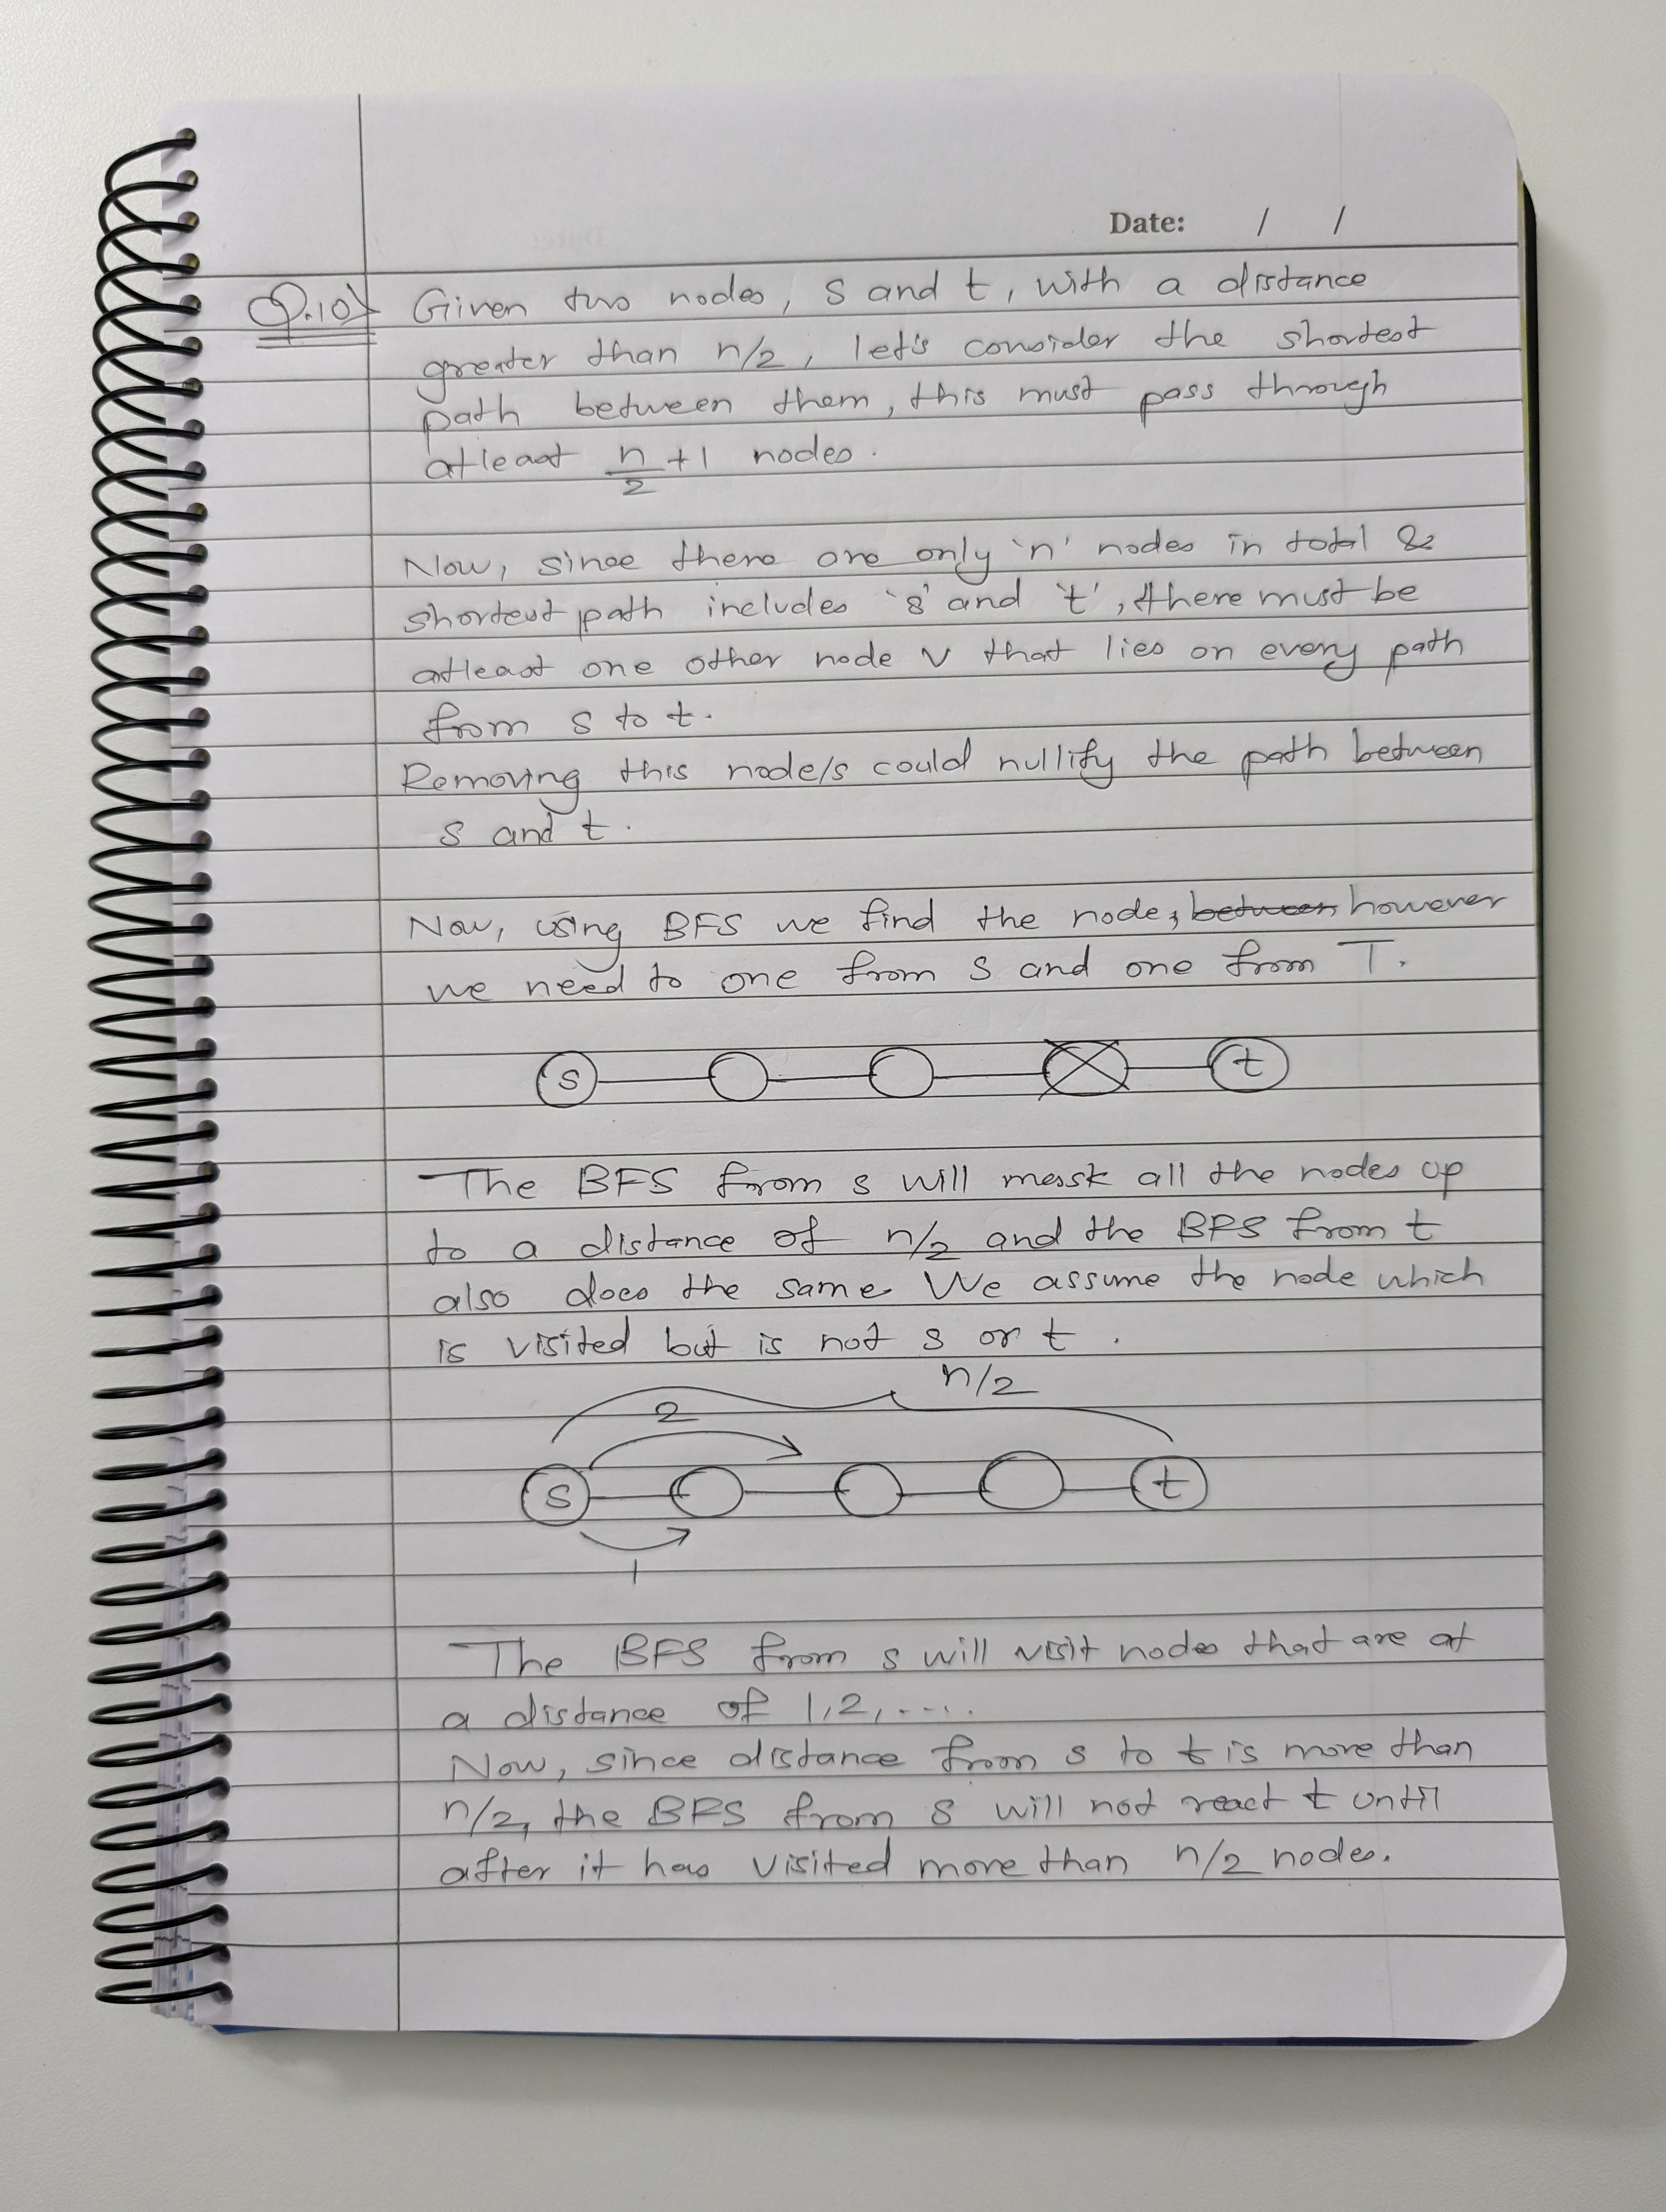 Date: / /
Q.10) Given two nodes, s and t, with a distance
greater than n/2, let's consider the shortest
path between them, this must pass through
atleast n/2 +1 nodes.
Now, since there are only 'n' nodes in total &
shortest path includes 's' and 't', there must be
atleast one other node v that lies on every path
from s to t.
Removing this node/s could nullify the path between
s and t.
Now, using BFS we find the node, between however
we need to one from s and one from T.
s t
The BFS from s will mask all the nodes up
to a distance of n/2 and the BFS from t
also does the same. We assume the node which
is visited but is not s or t.
n/2
2
s t
1
The BFS from s will visit nodes that are at
a distance of 1,2,....
Now, since distance from s to t is more than
n/2, the BFS from s will not react t until
after it has visited more than n/2 nodes.